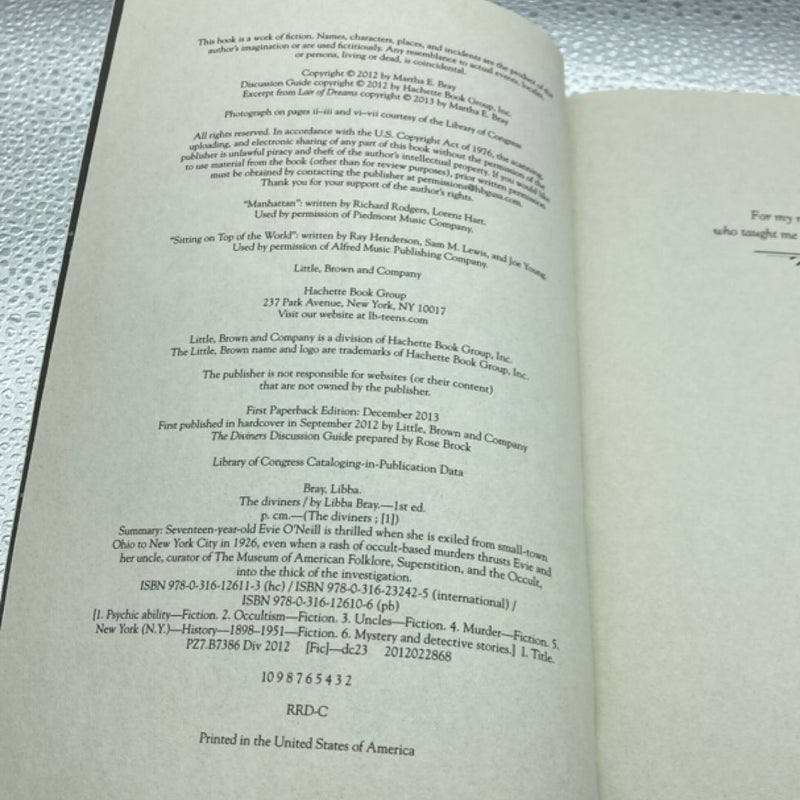 This book is a work of fiction. Names, characters, places, and incidents are the product of the
author's imagination or are used fictitiously. Any resemblance to actual events, locales,
or persons, living or dead, is coincidental.
Copyright © 2012 by Martha E. Bray
Discussion Guide copyright © 2012 by Hachette Book Group, Inc.
Excerpt from Lair of Dreams copyright © 2013 by Martha E. Bray
Photograph on pages ii–iii and vi–vii courtesy of the Library of Congress
All rights reserved. In accordance with the U.S. Copyright Act of 1976, the scanning,
uploading, and electronic sharing of any part of this book without the permission of the
publisher is unlawful piracy and theft of the author's intellectual property. If you would like
to use material from the book (other than for review purposes), prior written permission
must be obtained by contacting the publisher at permissions@hbgusa.com.
Thank you for your support of the author's rights.
"Manhattan": written by Richard Rodgers, Lorenz Hart.
Used by permission of Piedmont Music Company.
"Sitting on Top of the World": written by Ray Henderson, Sam M. Lewis, and Joe Young.
Used by permission of Alfred Music Publishing Company.
Little, Brown and Company
Hachette Book Group
237 Park Avenue, New York, NY 10017
Visit our website at lb-teens.com
Little, Brown and Company is a division of Hachette Book Group, Inc.
The Little, Brown name and logo are trademarks of Hachette Book Group, Inc.
The publisher is not responsible for websites (or their content)
that are not owned by the publisher.
First Paperback Edition: December 2013
First published in hardcover in September 2012 by Little, Brown and Company
The Diviners Discussion Guide prepared by Rose Brock
Library of Congress Cataloging-in-Publication Data
Bray, Libba.
The diviners / by Libba Bray.—1st ed.
p. cm.—(The diviners ; [1])
Summary: Seventeen-year-old Evie O'Neill is thrilled when she is exiled from small-town
Ohio to New York City in 1926, even when a rash of occult-based murders thrusts Evie and
her uncle, curator of The Museum of American Folklore, Superstition, and the Occult,
into the thick of the investigation.
ISBN 978-0-316-12611-3 (hc) / ISBN 978-0-316-23242-5 (international) /
ISBN 978-0-316-12610-6 (pb)
[1. Psychic ability—Fiction. 2. Occultism—Fiction. 3. Uncles—Fiction. 4. Murder—Fiction. 5.
New York (N.Y.)—History—1898–1951—Fiction. 6. Mystery and detective stories.] I. Title.
PZ7.B7386 Div 2012 [Fic]—dc23 2012022868
10 9 8 7 6 5 4 3 2
RRD-C
Printed in the United States of America
For my
who taught me